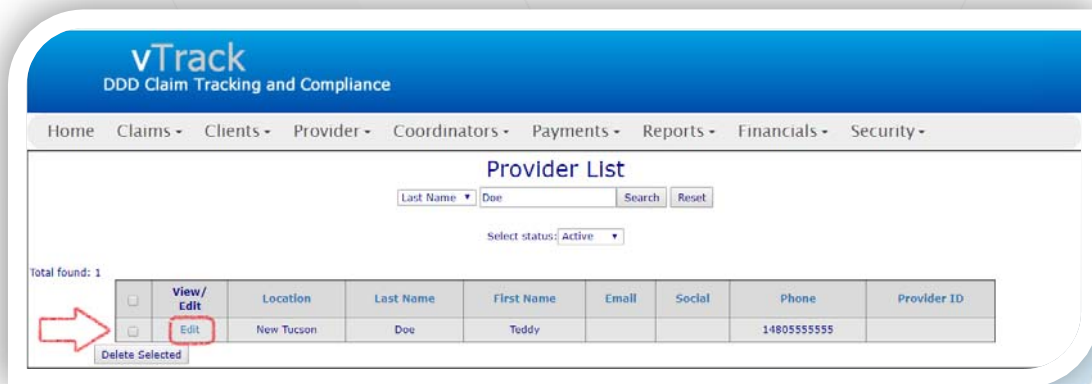 vTrack
DDD Claim Tracking and Compliance
Home Claims Clients Provider Coordinators Payments Reports Financials Security
Provider List
Last Name Doe Search Reset
Select status: Active
Total found: 1
View/
Edit Location Last Name First Name Email Social Phone Provider ID
Edit New Tucson Doe Teddy 14805555555
Delete Selected